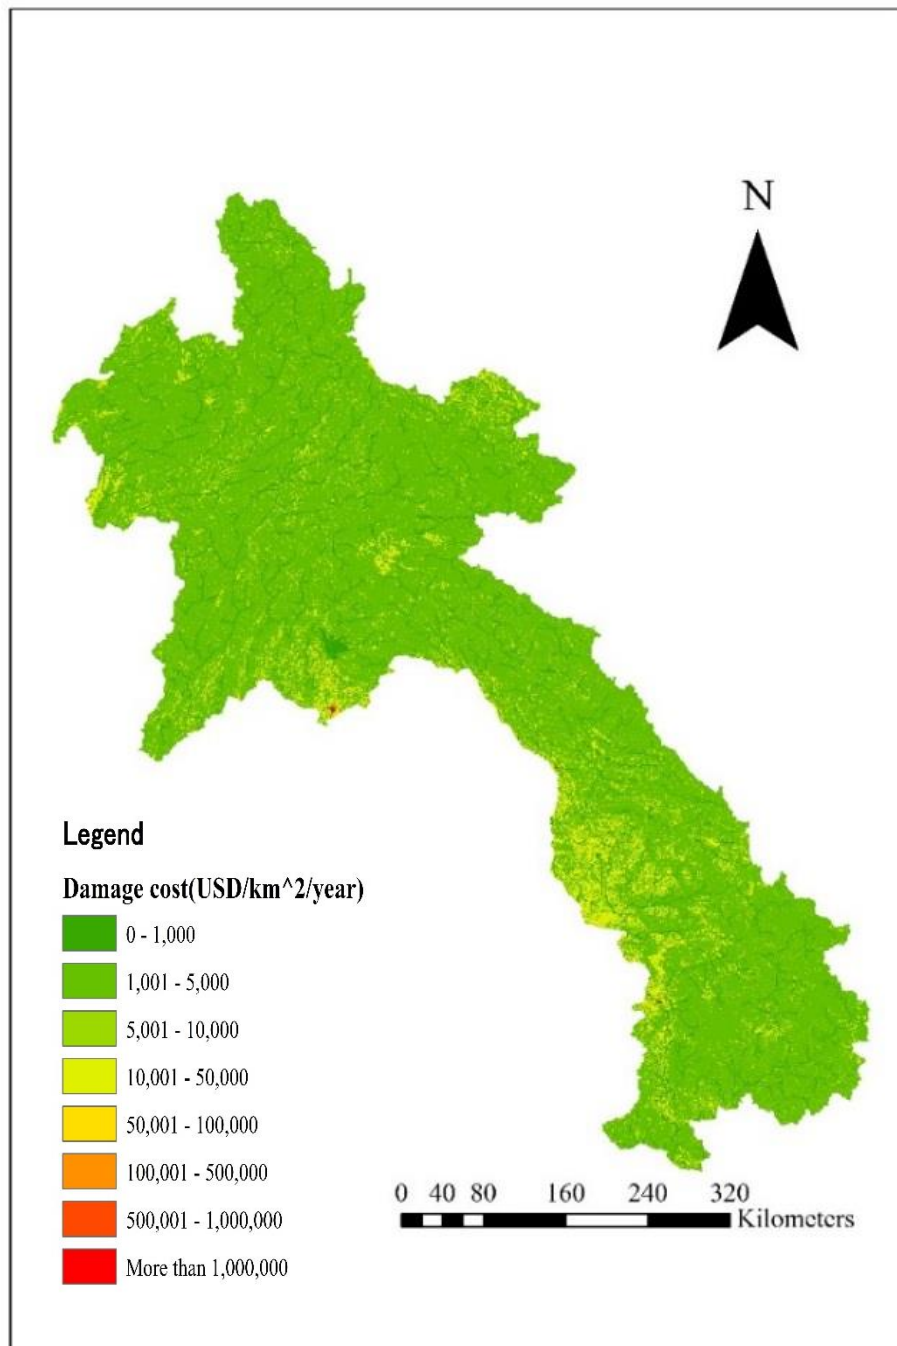 N
Legend
Damage cost(USD/km^2/year)
0 - 1,000
1,001 - 5,000
5,001 - 10,000
10,001 - 50,000
50,001 - 100,000
100,001 - 500,000
500,001 - 1,000,000
More than 1,000,000
0 40 80 160 240 320
Kilometers